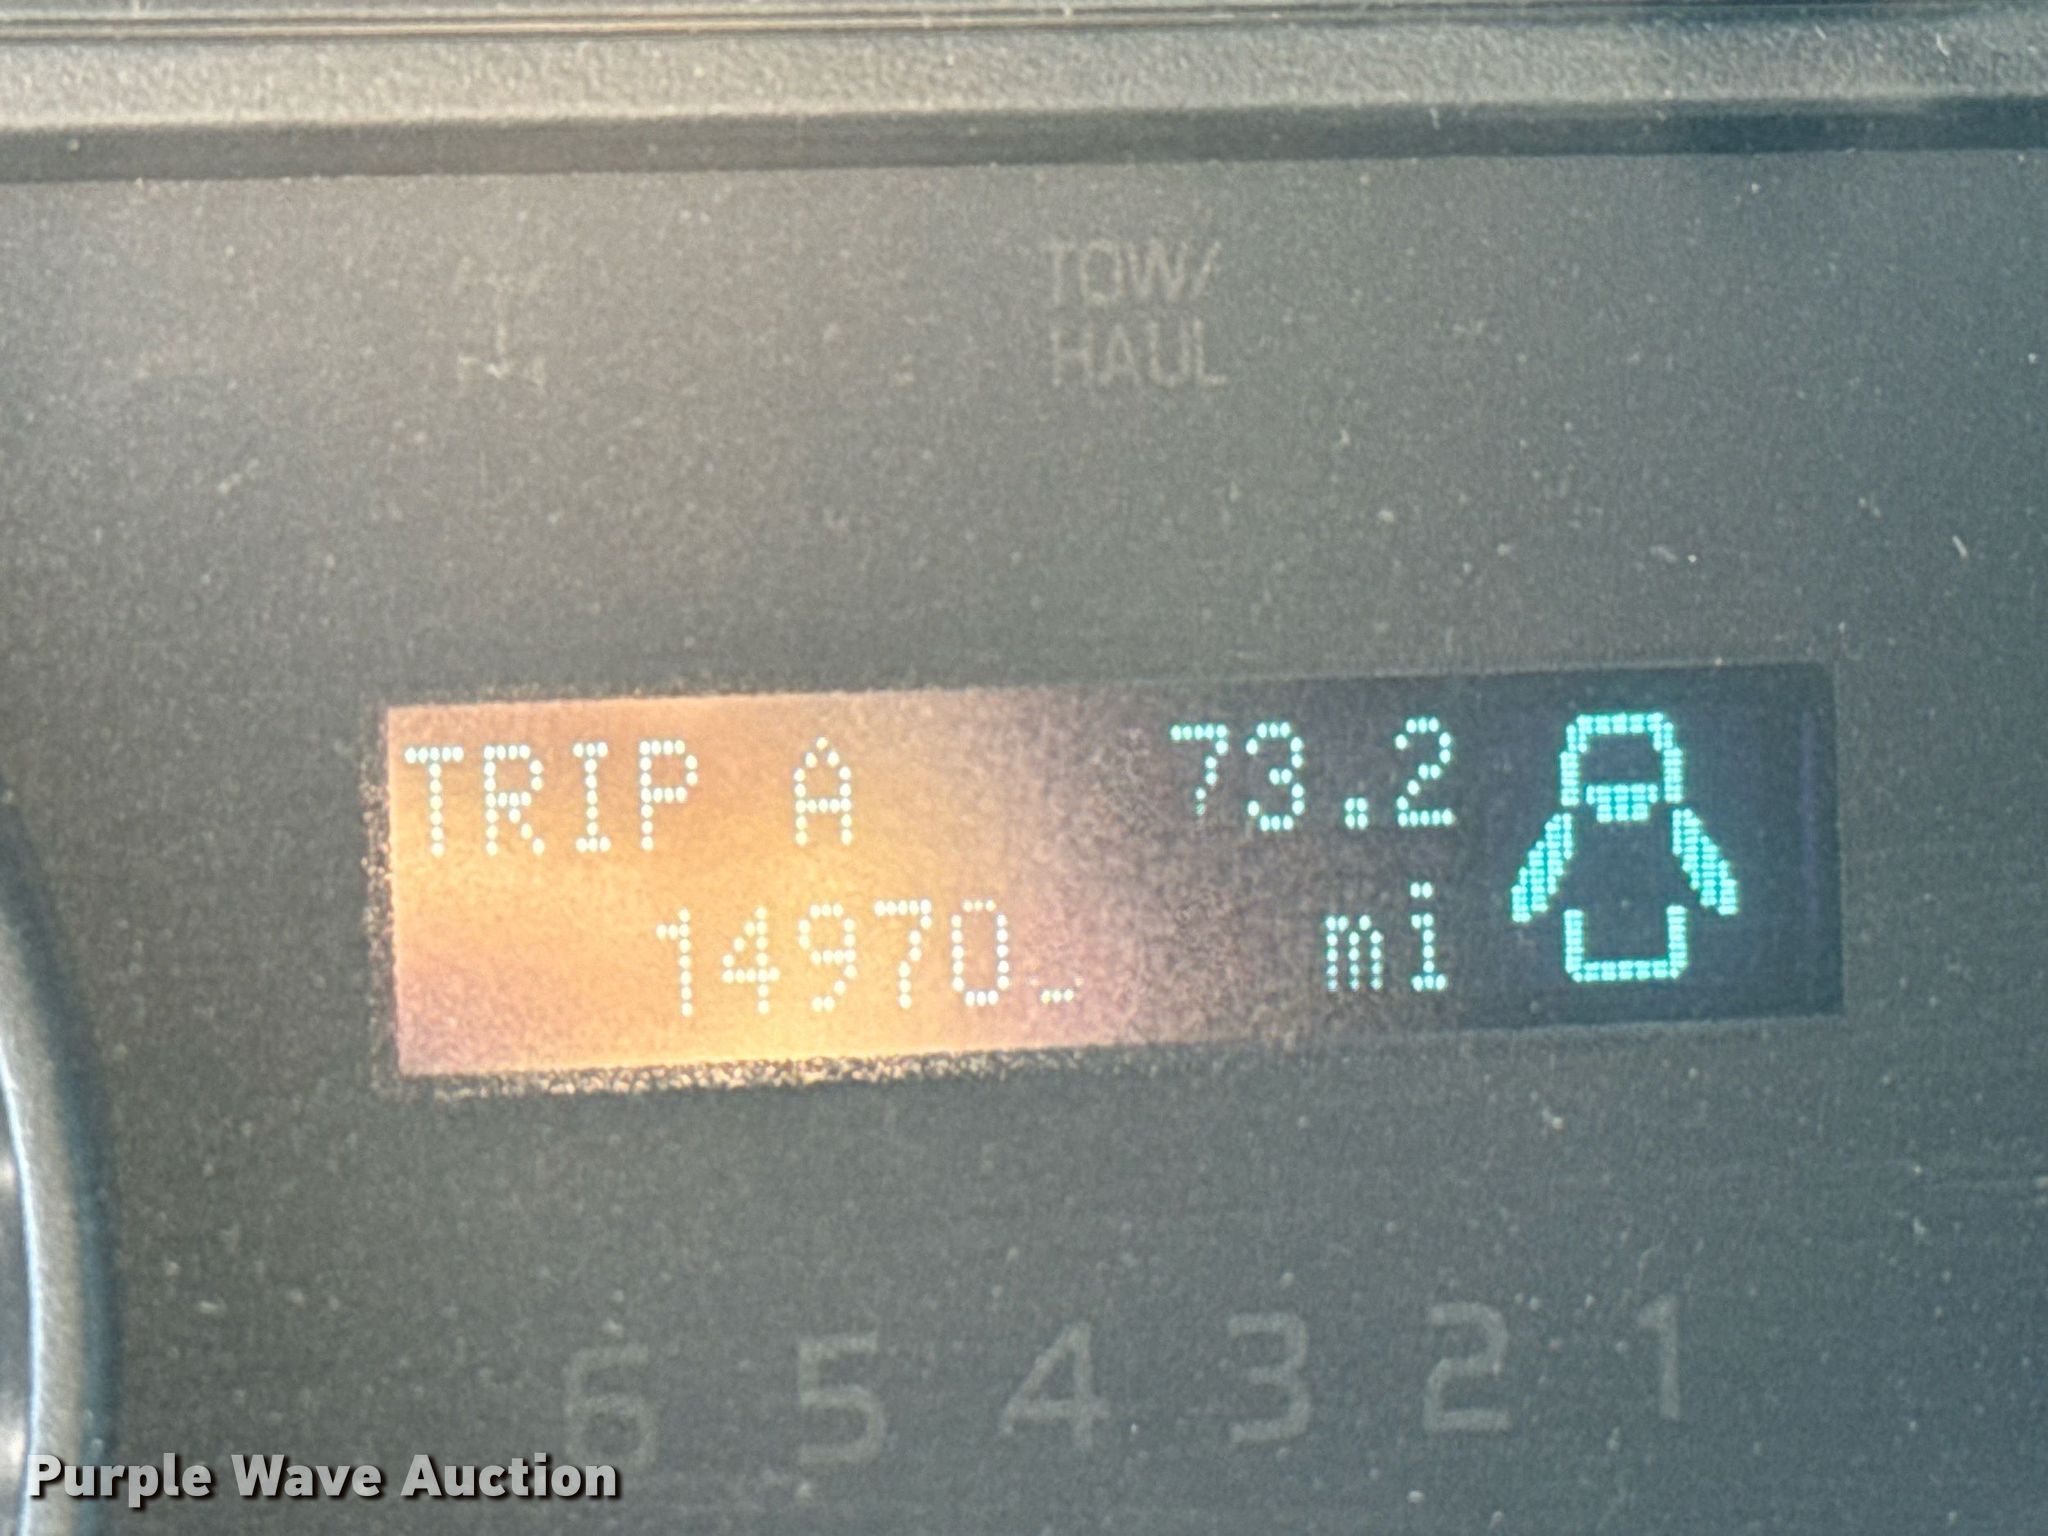 TOW/
HAUL
TRIP A 73.2
14970 mi
6 5 4 3 2 1
Purple Wave Auction